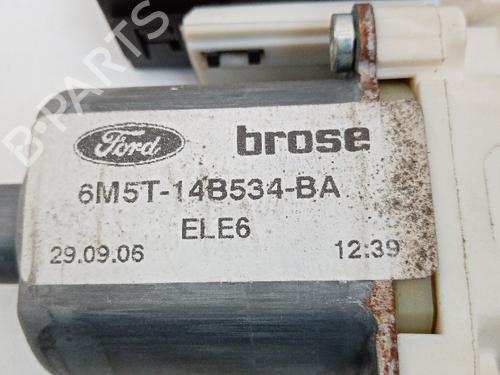 B-PARTS
Ford brose
6M5T-14B534-BA
ELE6
29.09.06 12:39